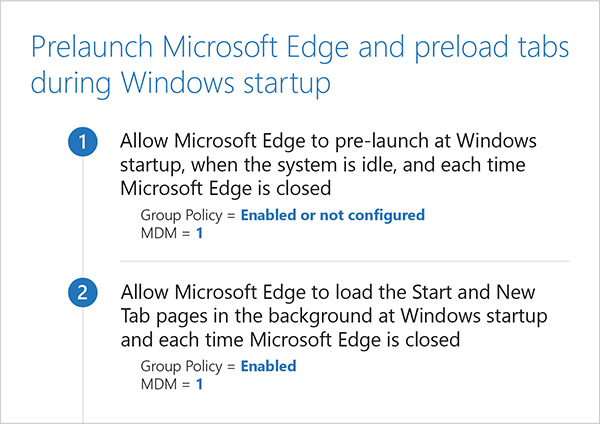 Prelaunch Microsoft Edge and preload tabs
during Windows startup
1
Allow Microsoft Edge to pre-launch at Windows
startup, when the system is idle, and each time
Microsoft Edge is closed
Group Policy = Enabled or not configured
MDM = 1
2
Allow Microsoft Edge to load the Start and New
Tab pages in the background at Windows startup
and each time Microsoft Edge is closed
Group Policy = Enabled
MDM = 1